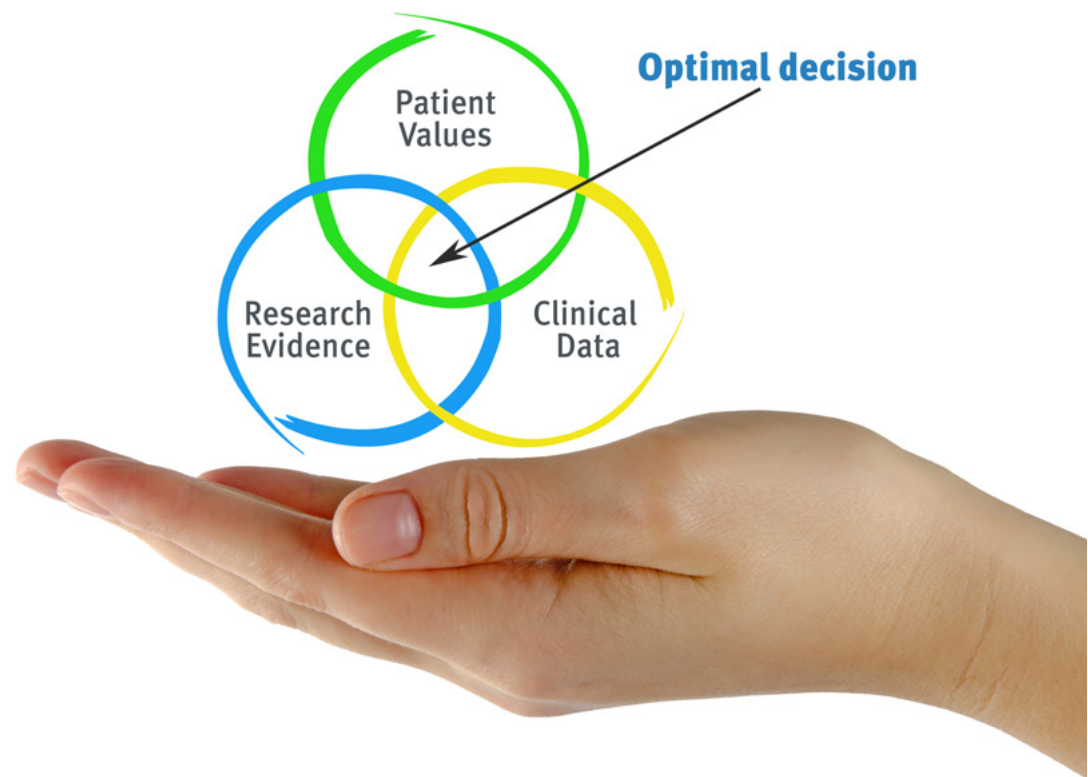 Optimal decision
Patient
Values
Research
Evidence
Clinical
Data